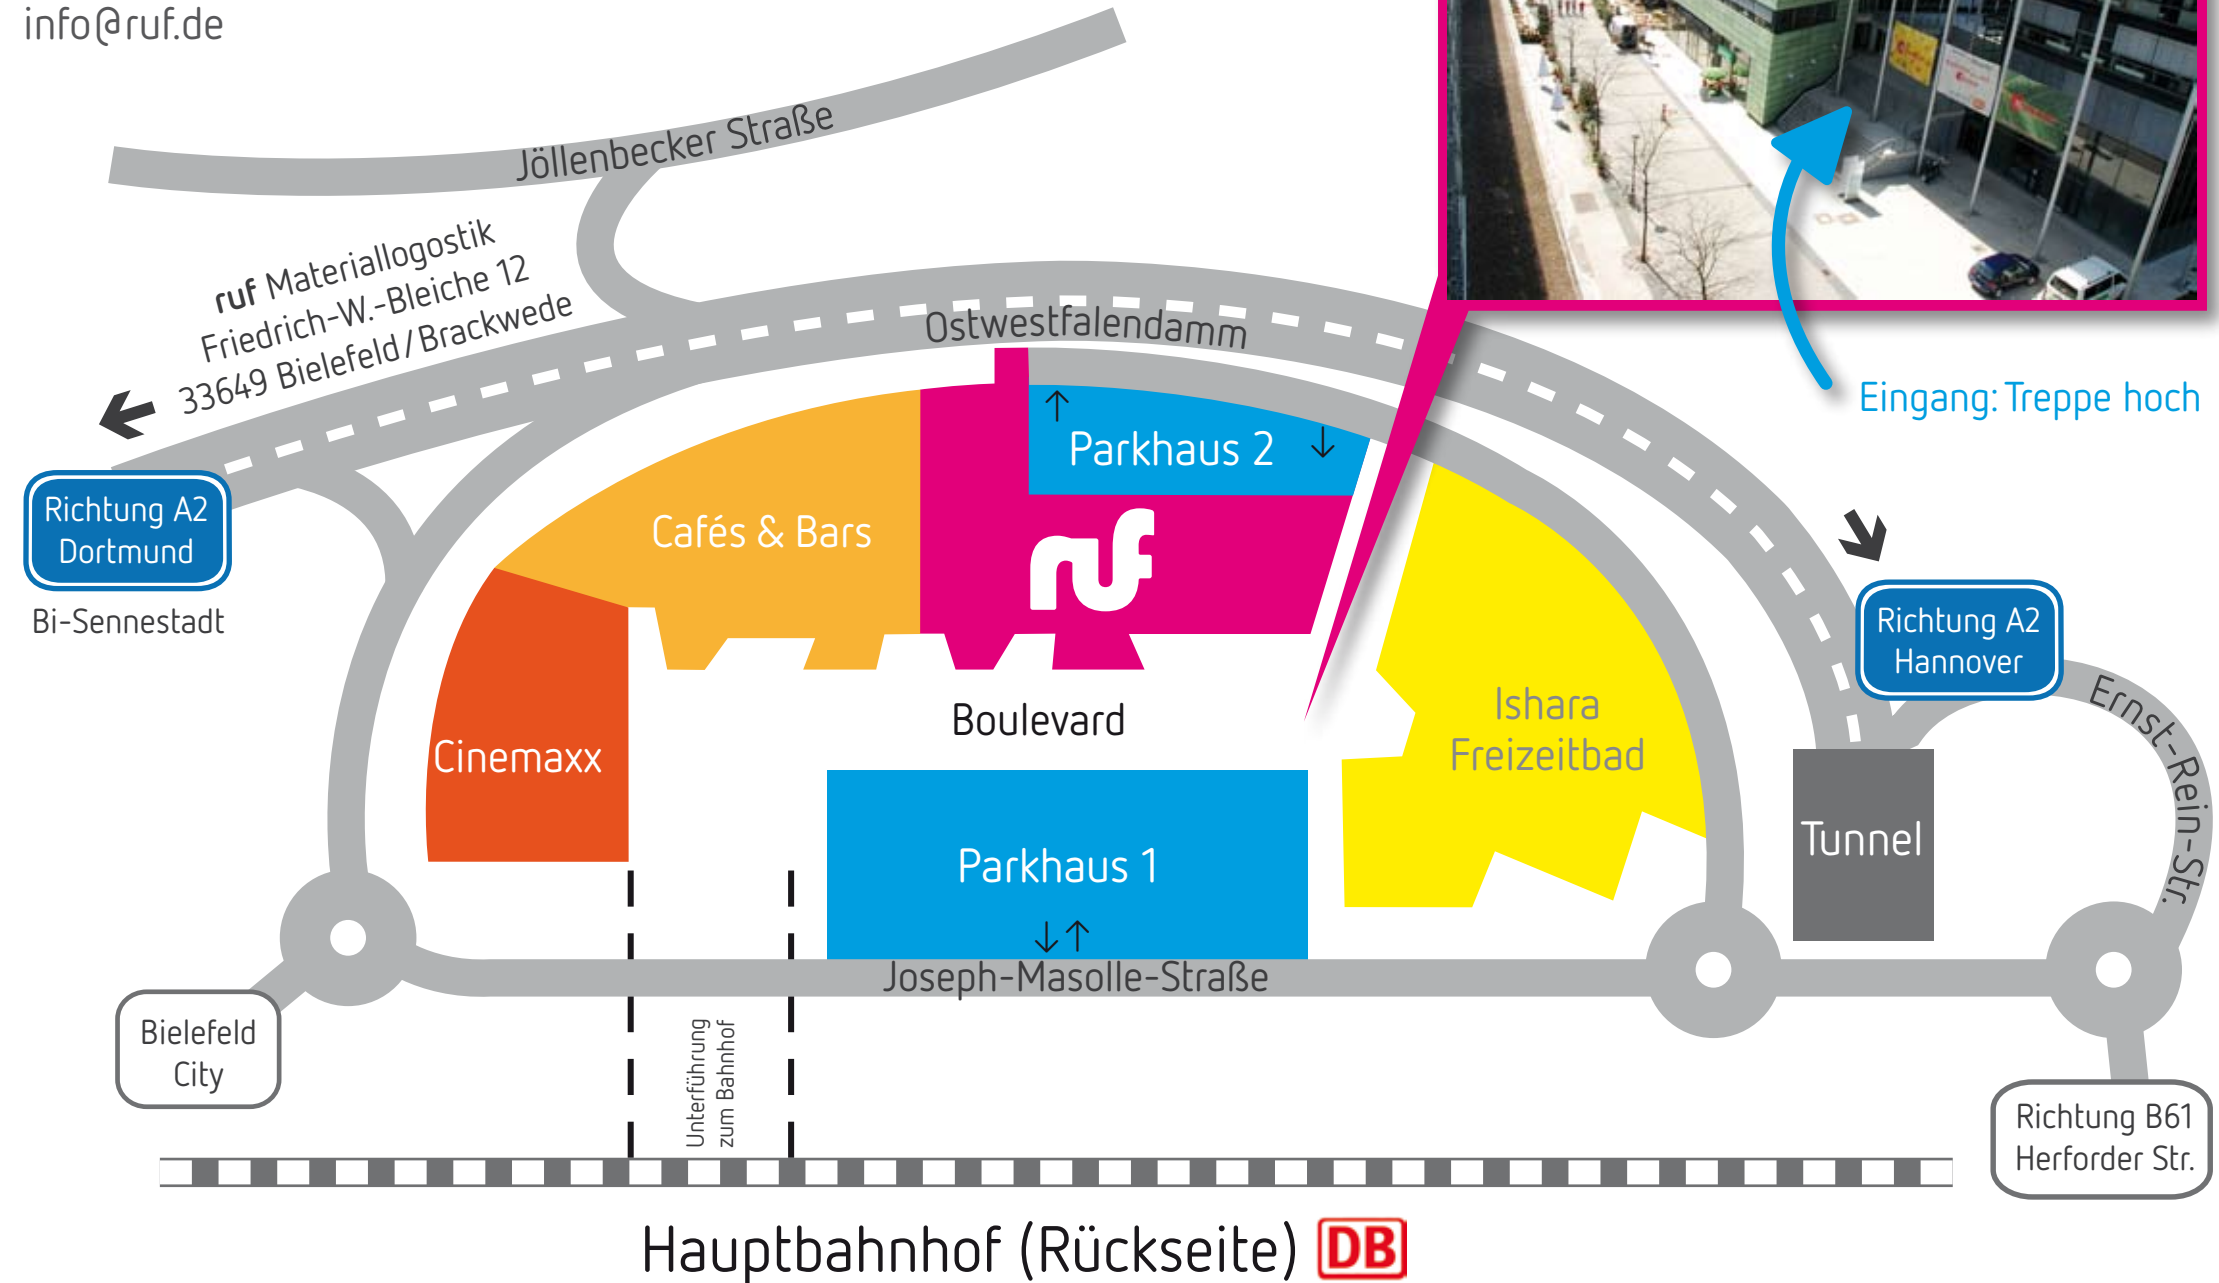 info@ruf.de
Jöllenbecker Straße
ruf Materiallogostik
Friedrich-W.-Bleiche 12
33649 Bielefeld/Brackwede
Ostwestfalendamm
Eingang: Treppe hoch
Parkhaus 2
Richtung A2
Dortmund
Bi-Sennestadt
Cafés & Bars
ruf
Richtung A2
Hannover
Ernst-Rein-Str.
Boulevard
Ishara
Freizeitbad
Cinemaxx
Parkhaus 1
Tunnel
Joseph-Masolle-Straße
Bielefeld
City
Unterführung
zum Bahnhof
Richtung B61
Herforder Str.
Hauptbahnhof (Rückseite) DB